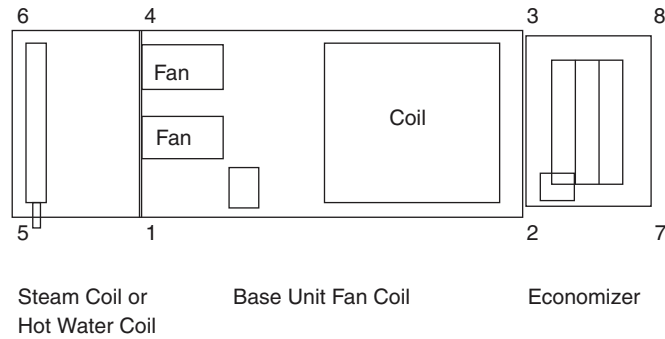 6 4 3 8
Fan
Coil
Fan
5 1 2 7
Steam Coil or Base Unit Fan Coil Economizer
Hot Water Coil